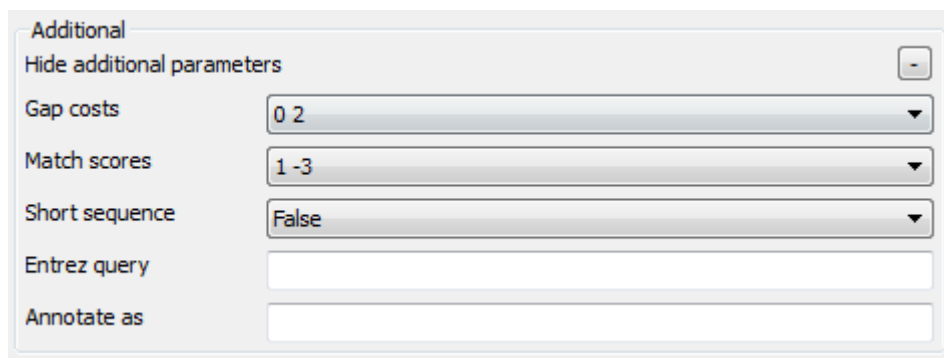 Additional
Hide additional parameters -
Gap costs 0 2
Match scores 1 -3
Short sequence False
Entrez query
Annotate as